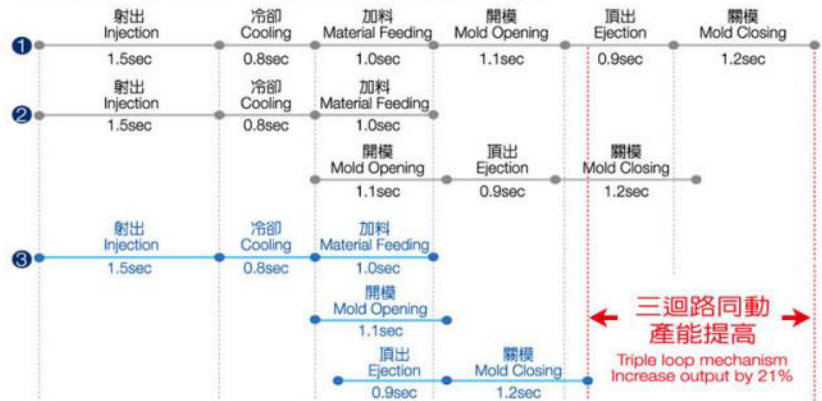 射出 冷卻 加料 開模 頂出 關模
Injection Cooling Material Feeding Mold Opening Ejection Mold Closing
1
1.5sec 0.8sec 1.0sec 1.1sec 0.9sec 1.2sec
射出 冷卻 加料
Injection Cooling Material Feeding
2
1.5sec 0.8sec 1.0sec
開模 頂出 關模
Mold Opening Ejection Mold Closing
1.1sec 0.9sec 1.2sec
射出 冷卻 加料
Injection Cooling Material Feeding
3
1.5sec 0.8sec 1.0sec
開模
Mold Opening
1.1sec
頂出 關模
Ejection Mold Closing
0.9sec 1.2sec
三迴路同動
產能提高
Triple loop mechanism
Increase output by 21%